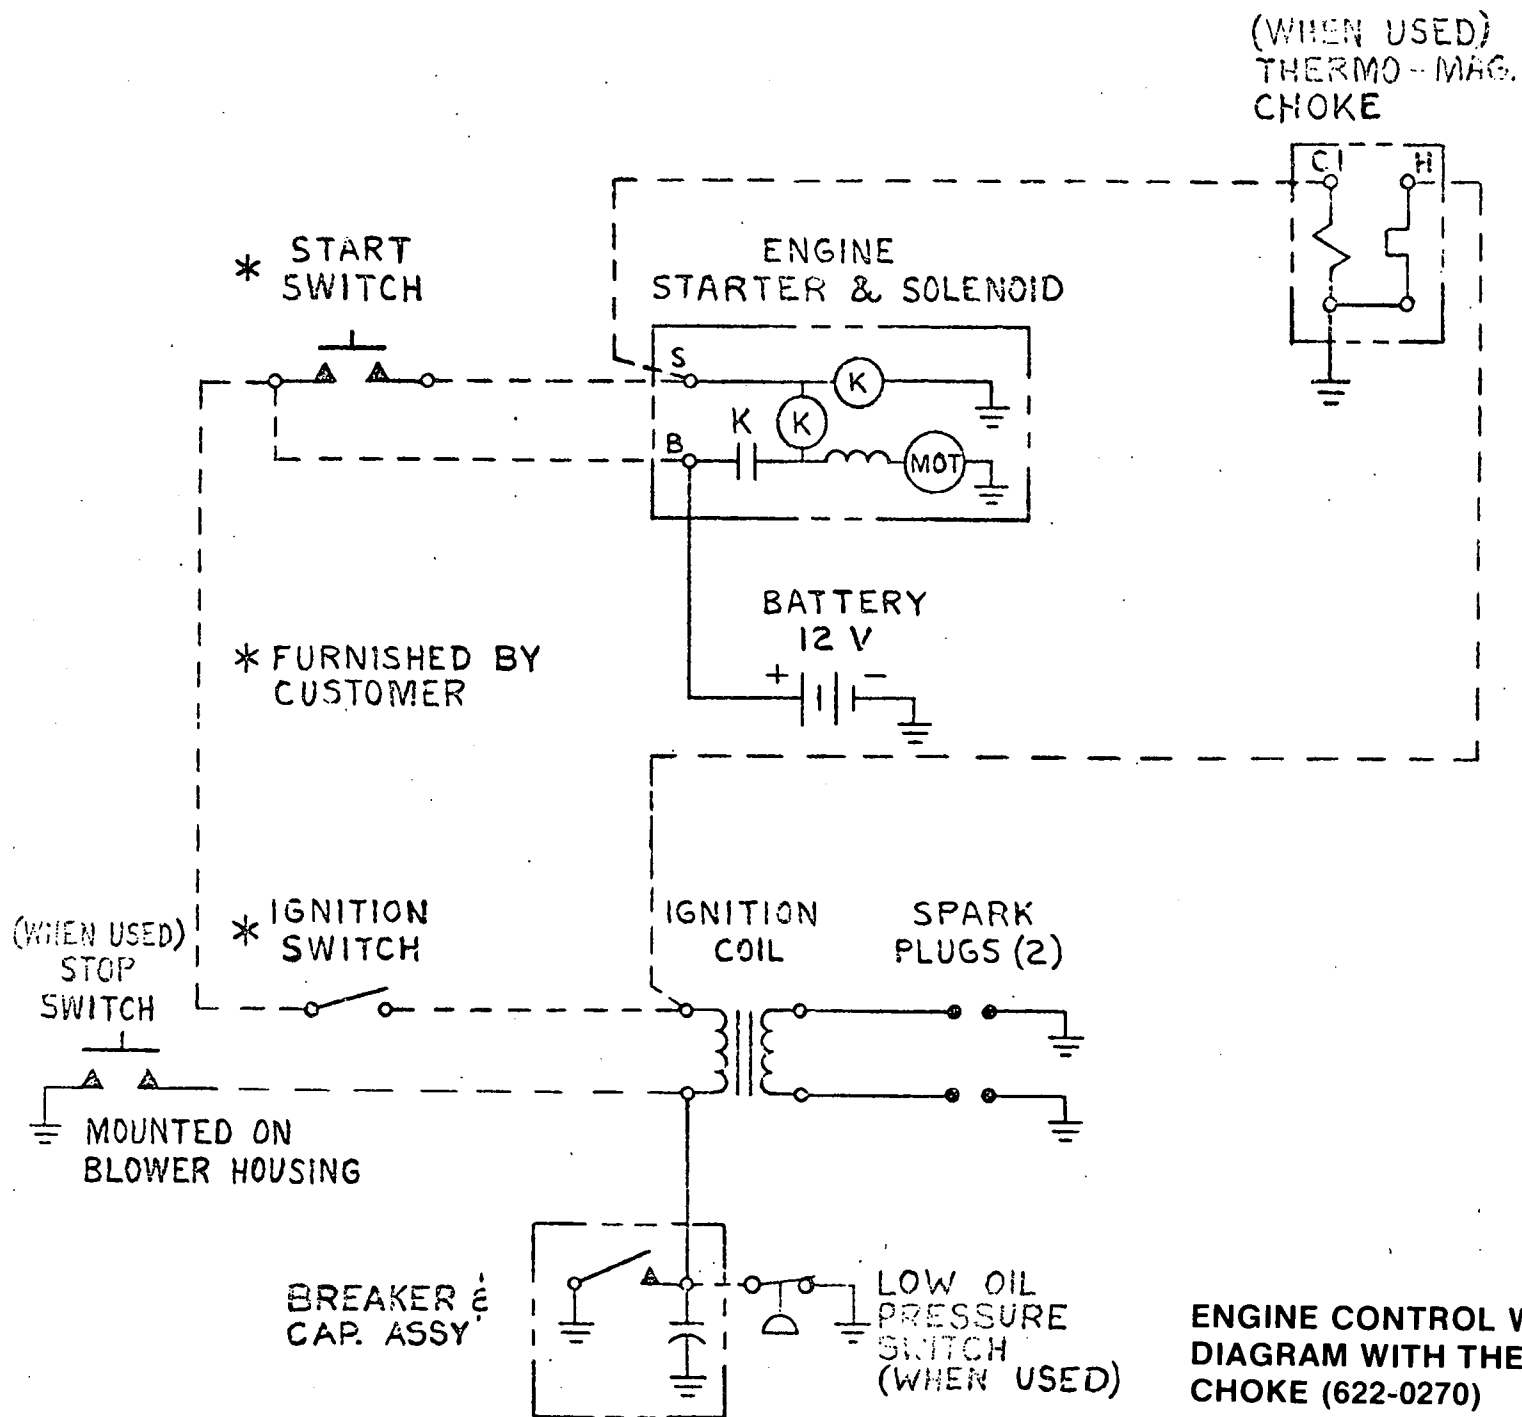 (WHEN USED)
THERMO-MAG.
CHOKE
C1 H
* START
SWITCH
ENGINE
STARTER & SOLENOID
S
K
K
K
B
MOT
BATTERY
12 V
+ -
* FURNISHED BY
CUSTOMER
(WHEN USED)
STOP
SWITCH
* IGNITION
SWITCH
IGNITION
COIL
SPARK
PLUGS (2)
MOUNTED ON
BLOWER HOUSING
BREAKER &
CAP. ASSY
LOW OIL
PRESSURE
SWITCH
(WHEN USED)
ENGINE CONTROL
DIAGRAM WITH
CHOKE (622-0270)